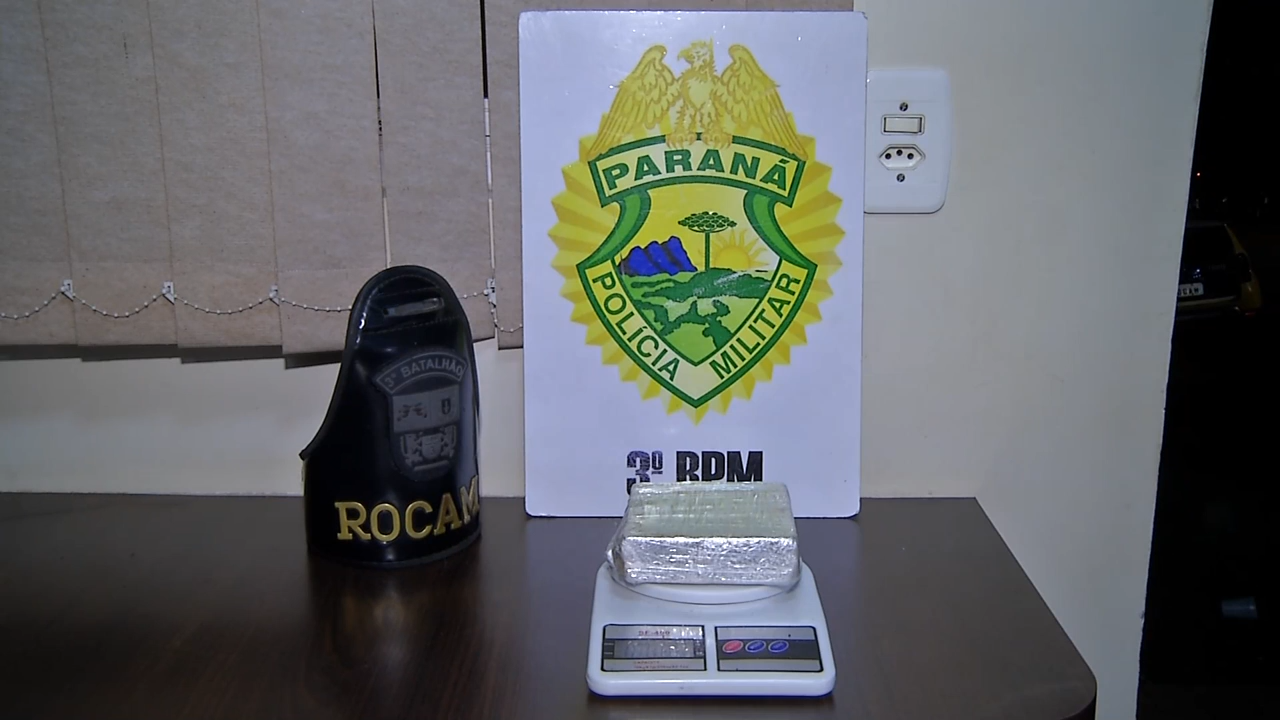 PARANÁ
POLÍCIA MILITAR
3º BPM
3º BATALHÃO
ROCAM